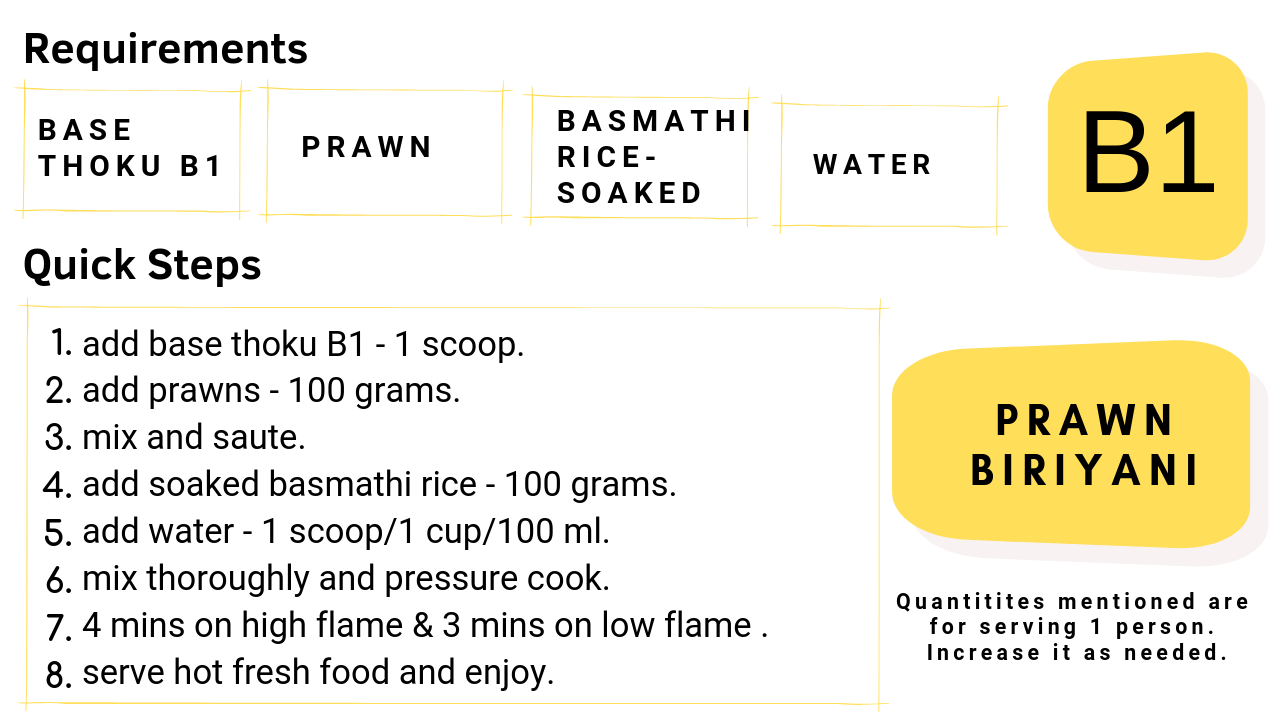 Requirements
BASE
THOKU B1
PRAWN
BASMATHI
RICE-
SOAKED
WATER
B1
Quick Steps
1. add base thoku B1 - 1 scoop.
2. add prawns - 100 grams.
3. mix and saute.
4. add soaked basmathi rice - 100 grams.
5. add water - 1 scoop/1 cup/100 ml.
6. mix thoroughly and pressure cook.
7. 4 mins on high flame & 3 mins on low flame .
8. serve hot fresh food and enjoy.
PRAWN
BIRIYANI
Quantitites mentioned are
for serving 1 person.
Increase it as needed.